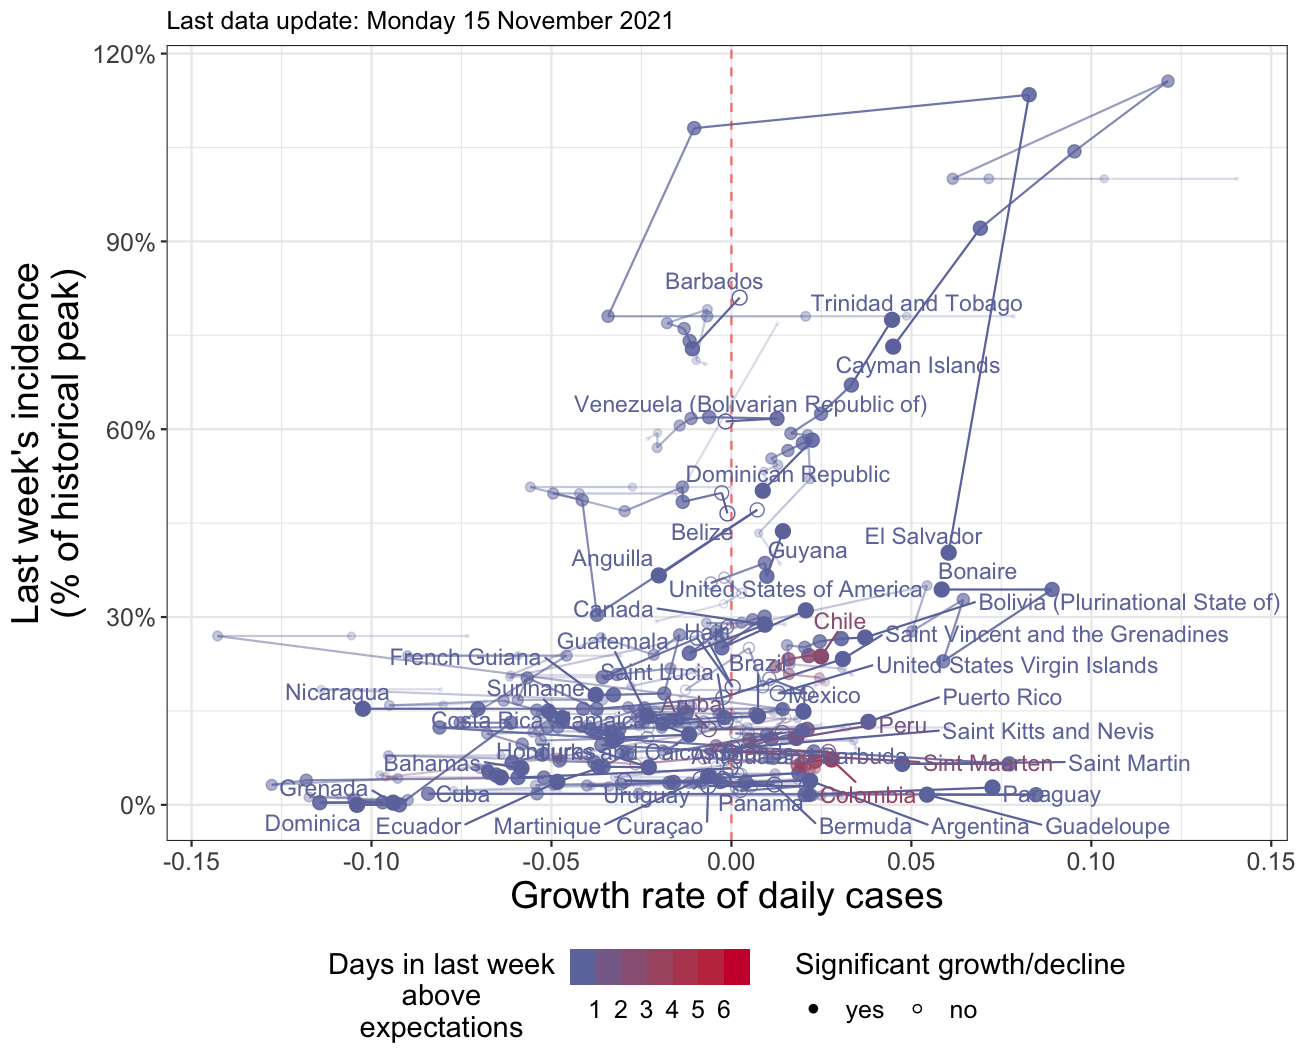 Last data update: Monday 15 November 2021
120%
90%
60%
30%
0%
Last week's incidence
(% of historical peak)
Barbados
Trinidad and Tobago
Cayman Islands
Venezuela (Bolivarian Republic of)
Dominican Republic
Belize
El Salvador
Guyana
Anguilla
Bonaire
United States of America
Bolivia (Plurinational State of)
Canada
Chile
Haiti
Saint Vincent and the Grenadines
Guatemala
French Guiana
Brazil
United States Virgin Islands
Saint Lucia
Suriname
Nicaragua
Mexico
Puerto Rico
Aruba
Costa Rica
Jamaica
Peru
Saint Kitts and Nevis
Honduras
Turks and Caicos Islands
Antigua and Barbuda
Bahamas
Sint Maarten
Saint Martin
Grenada
Cuba
Uruguay
Panama
Colombia
Paraguay
Dominica
Ecuador
Martinique
Curaçao
Bermuda
Argentina
Guadeloupe
-0.15
-0.10
-0.05
0.00
0.05
0.10
0.15
Growth rate of daily cases
Days in last week
above
expectations
1 2 3 4 5 6
Significant growth/decline
yes
no